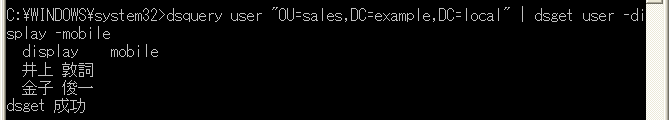 C:¥WINDOWS¥system32>dsquery user "OU=sales,DC=example,DC=local" | dsget user -di
splay -mobile
display mobile
井上 敦詞
金子 俊一
dsget 成功